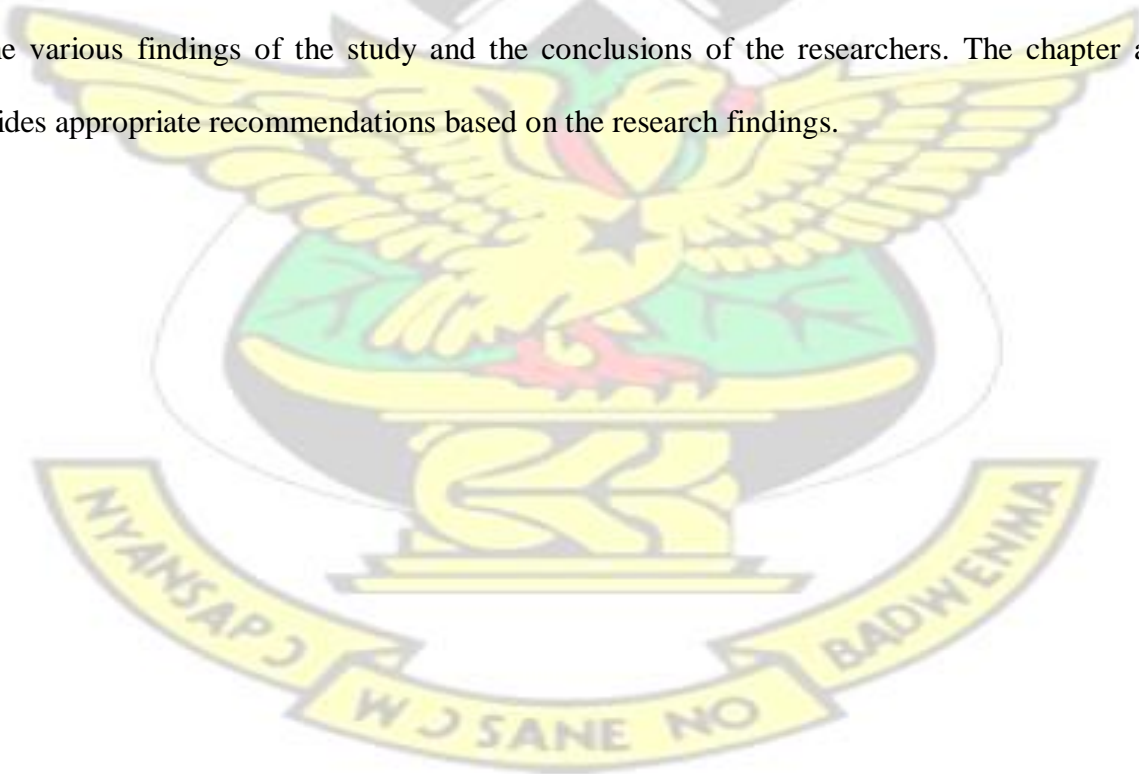 various findings of the study and the conclusions of the researchers. The chapter
appropriate recommendations based on the research findings.
NYANSAPƆ
WƆSANE NO
BADWENMA